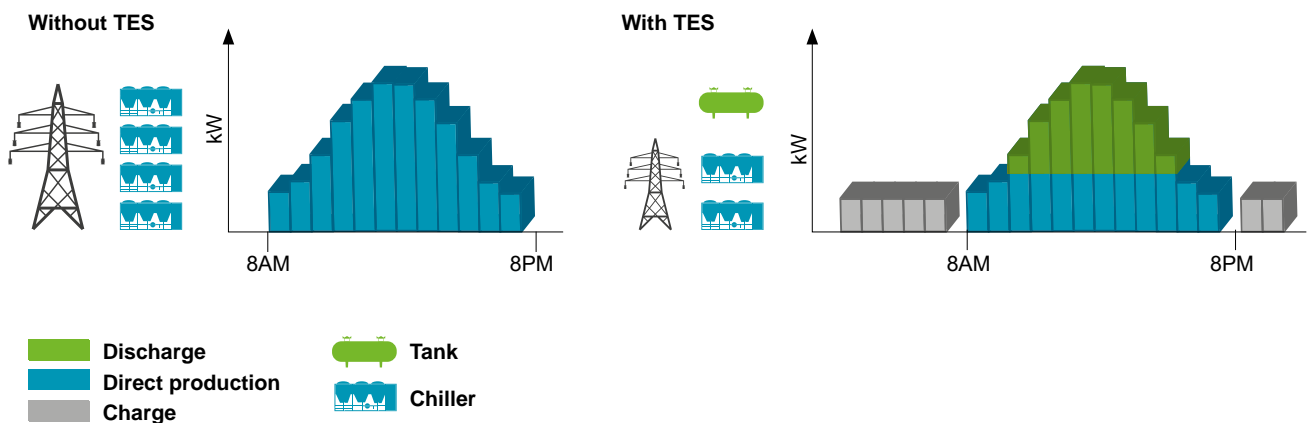 Without TES
kW
8AM
8PM
With TES
kW
8AM
8PM
Discharge
Direct production
Charge
Tank
Chiller